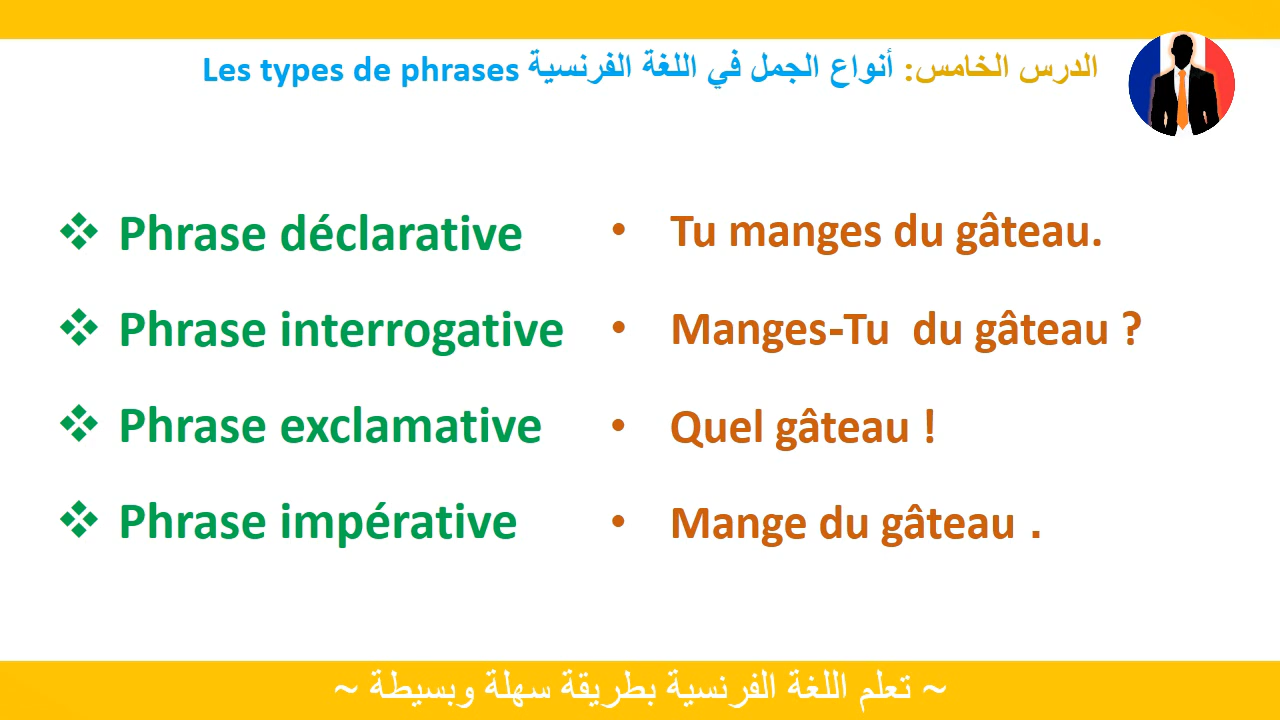 الدرس الخامس: أنواع الجمل في اللغة الفرنسية Les types de phrases
❖ Phrase déclarative • Tu manges du gâteau.
❖ Phrase interrogative • Manges-Tu du gâteau ?
❖ Phrase exclamative • Quel gâteau !
❖ Phrase impérative • Mange du gâteau .
~ تعلم اللغة الفرنسية بطريقة سهلة وبسيطة ~